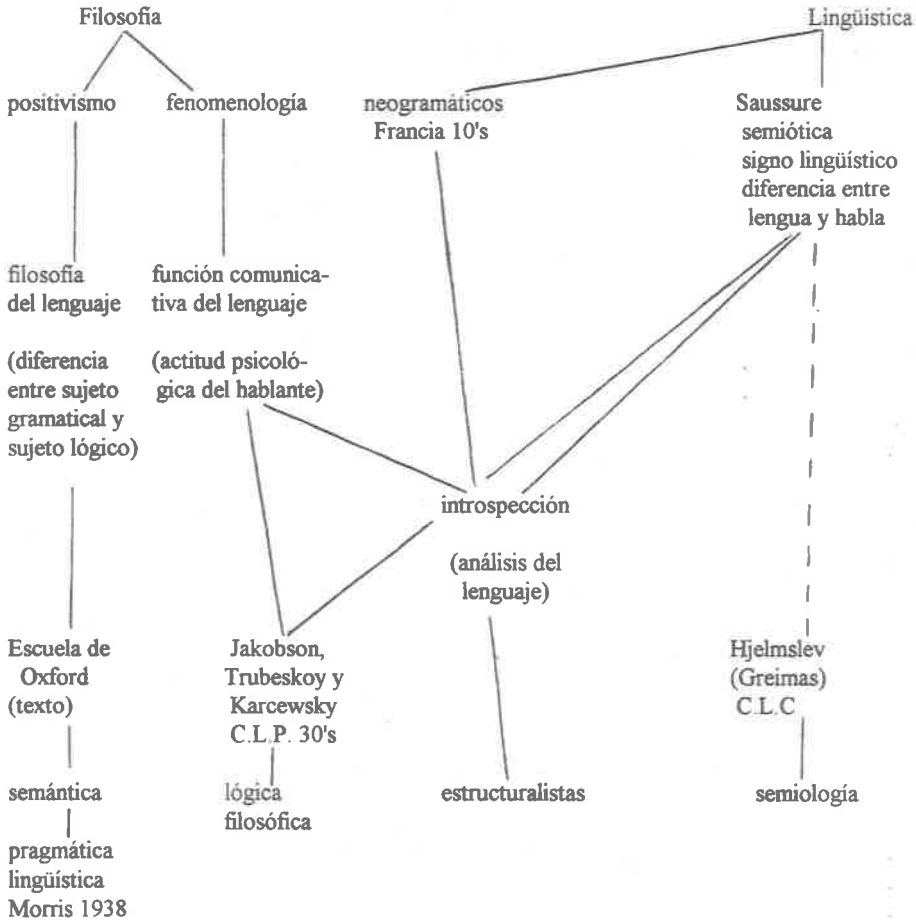 Filosofía
Lingüistica
positivismo
fenomenología
neogramáticos
Francia 10's
Saussure
semiótica
signo lingüístico
diferencia entre
lengua y habla
filosofía
del lenguaje
(diferencia
entre sujeto
gramatical y
sujeto lógico)
función comunica-
tiva del lenguaje
(actitud psicoló-
gica del hablante)
introspección
(análisis del
lenguaje)
Escuela de
Oxford
(texto)
Jakobson,
Trubeskoy y
Karcewsky
C.L.P. 30's
Hjelmslev
(Greimas)
C.L.C
semántica
lógica
filosófica
estructuralistas
semiología
pragmática
lingüística
Morris 1938